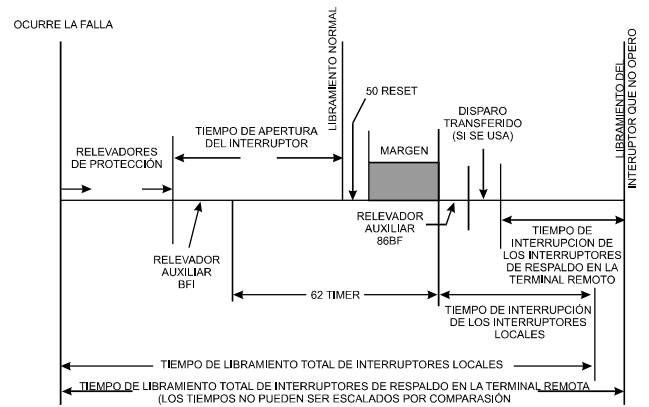 OCURRE LA FALLA
LIBRAMIENTO NORMAL
LIBRAMIENTO DEL
INTERRUPTOR QUE NO OPERO
50 RESET
DISPARO
TRANSFERIDO
(SI SE USA)
TIEMPO DE APERTURA
DEL INTERRUPTOR
RELEVADORES
DE PROTECCIÓN
MARGEN
RELEVADOR
AUXILIAR
BFI
RELEVADOR
AUXILIAR
86BF
TIEMPO DE
INTERRUPCION DE
LOS INTERRUPTORES
DE RESPALDO EN LA
TERMINAL REMOTO
62 TIMER
TIEMPO DE INTERRUPCIÓN
DE LOS INTERRUPTORES
LOCALES
TIEMPO DE LIBRAMIENTO TOTAL DE INTERRUPTORES LOCALES
TIEMPO DE LIBRAMIENTO TOTAL DE INTERRUPTORES DE RESPALDO EN LA TERMINAL REMOTA
(LOS TIEMPOS NO PUEDEN SER ESCALADOS POR COMPARASIÓN